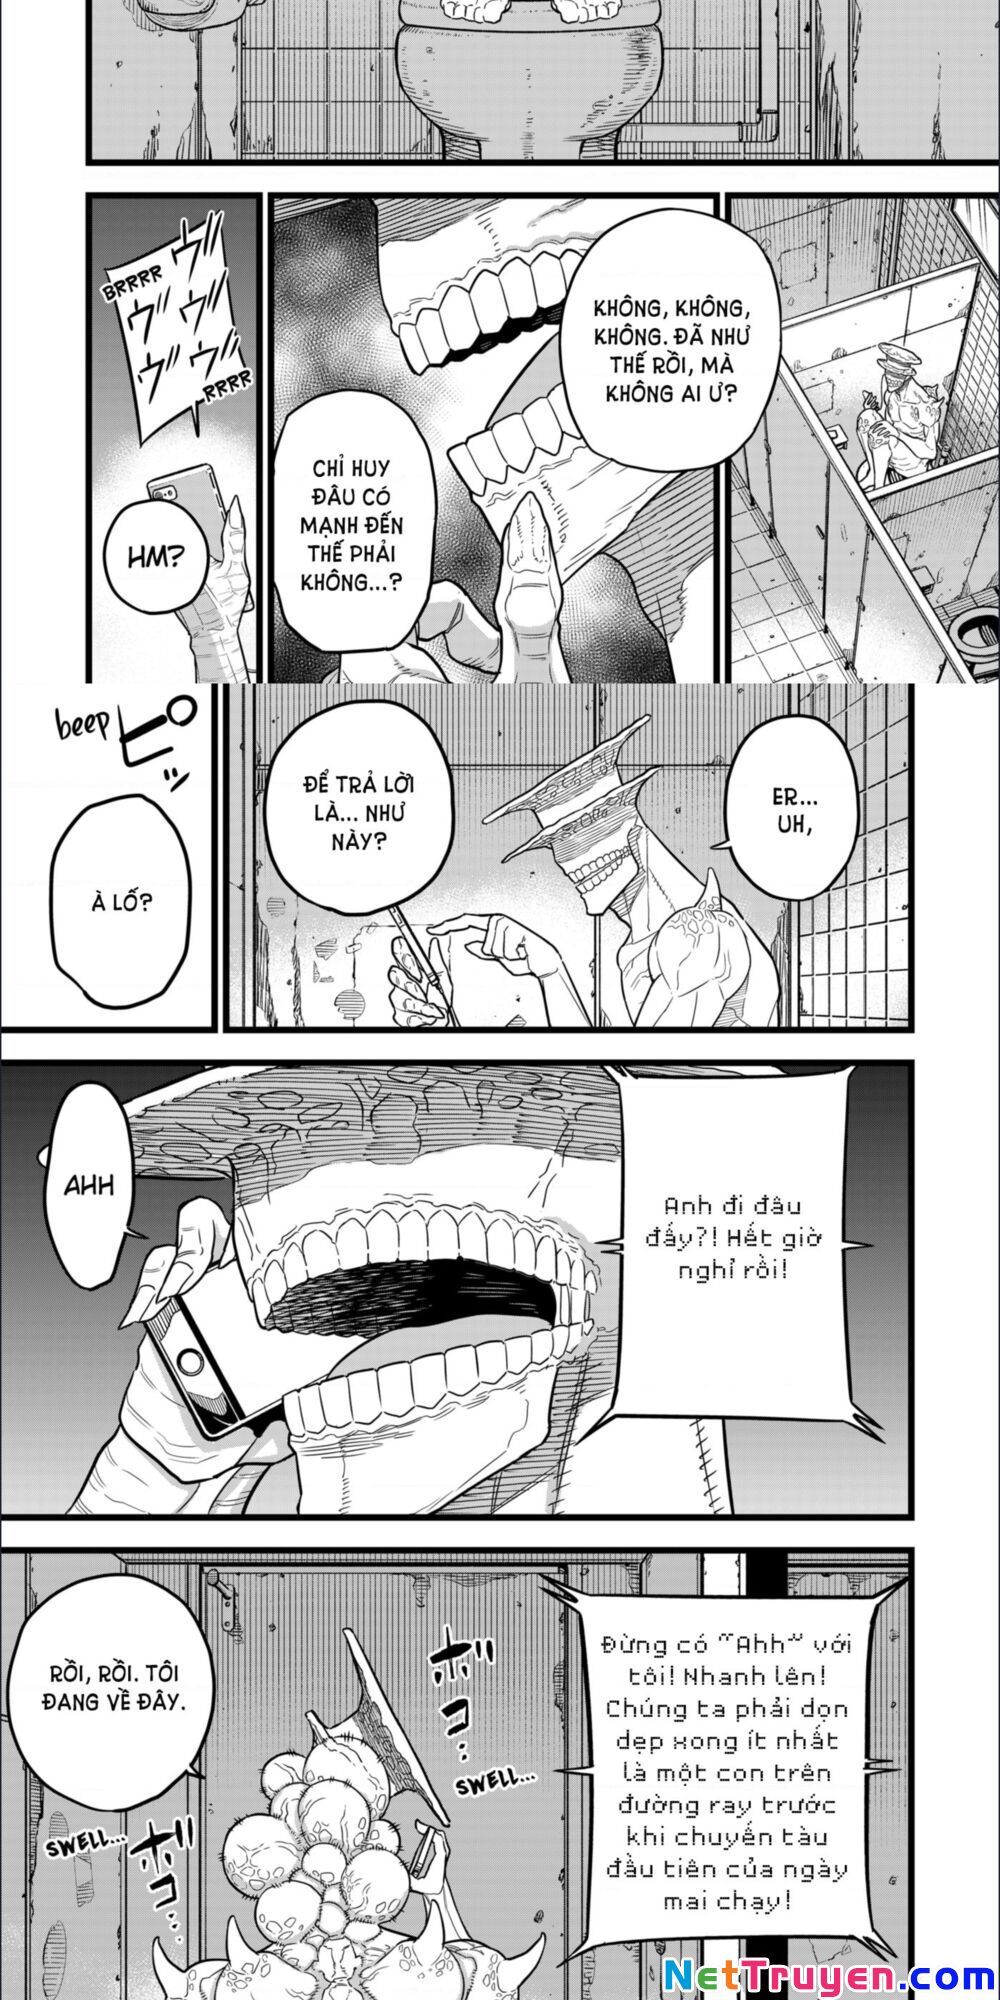 KHÔNG, KHÔNG,
KHÔNG. ĐÃ NHƯ
THẾ RỒI, MÀ
KHÔNG AI Ư?
CHỈ HUY
ĐÂU CÓ
MẠNH ĐẾN
THẾ PHẢI
KHÔNG...?
BRRRR
ヴヴ
ヴヴ
ヴヴ
RRRR
HM?
ER...
UH,
ĐỂ TRẢ LỜI
LÀ... NHƯ
NÀY?
beep
ピッ
À LỐ?
Anh đi đâu
đấy?! Hết giờ
nghỉ rồi!
AHH
Đừng có "Ahh" với
tôi! Nhanh lên!
Chúng ta phải dọn
dẹp xong ít nhất
là một con trên
đường ray trước
khi chuyến tàu
đầu tiên của ngày
mai chạy!
RỒI, RỒI. TÔI
ĐANG VỀ ĐÂY.
ボコ...
SWELL...
ボコ...
SWELL...
NetTruyen.com